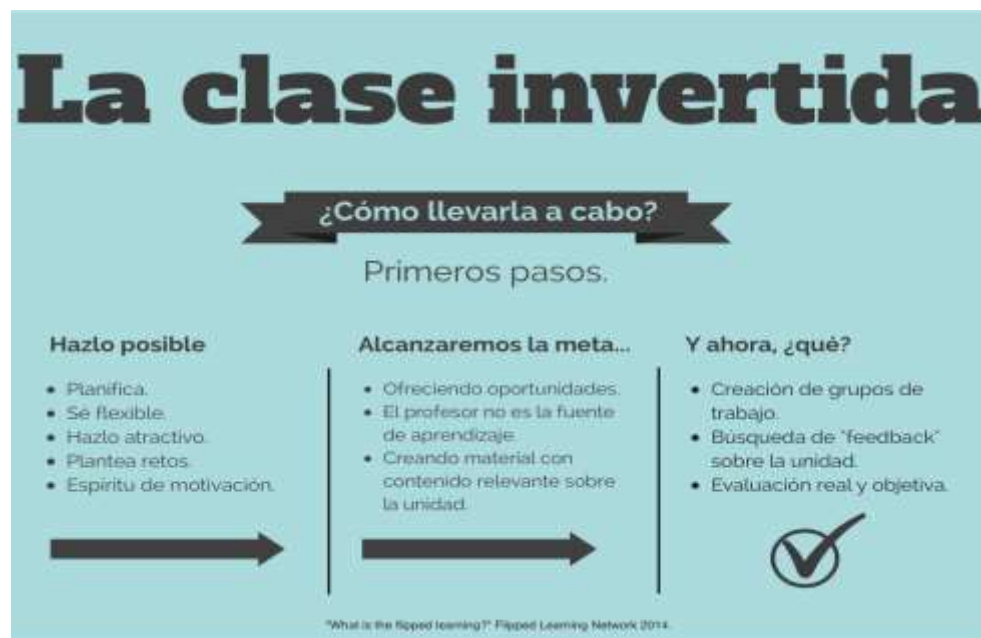 La clase invertida
¿Cómo llevarla a cabo?
Primeros pasos.
Hazlo posible
• Planifica.
• Sé flexible.
• Hazlo atractivo.
• Plantea retos.
• Espíritu de motivación.
Alcanzaremos la meta...
• Ofreciendo oportunidades.
• El profesor no es la fuente
de aprendizaje.
• Creando material con
contenido relevante sobre
la unidad.
Y ahora, ¿qué?
• Creación de grupos de
trabajo.
• Búsqueda de "feedback"
sobre la unidad.
• Evaluación real y objetiva.
"What is the flipped learning?" Flipped Learning Network 2014.